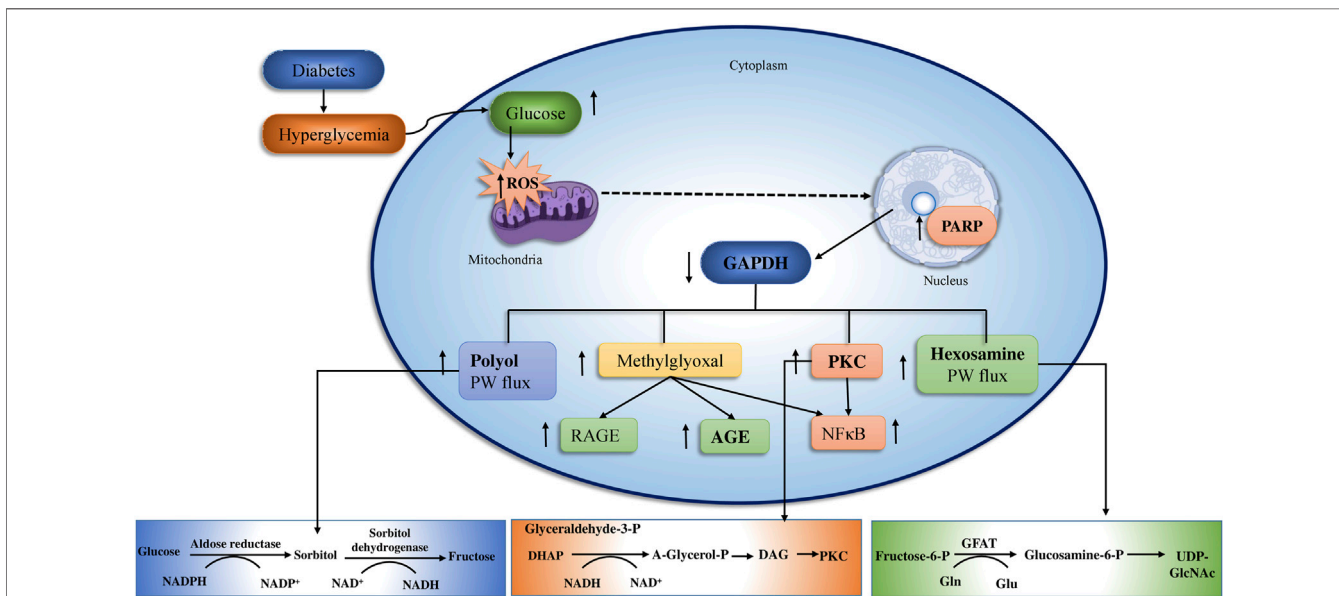 Cytoplasm
Diabetes
Glucose
Hyperglycemia
ROS
PARP
Mitochondria
GAPDH
Nucleus
Polyol
PW flux
Methylglyoxal
PKC
Hexosamine
PW flux
RAGE
AGE
NFκB
Glucose
Aldose reductase
Sorbitol
Sorbitol
dehydrogenase
Fructose
NADPH
NADP⁺
NAD⁺
NADH
Glyceraldehyde-3-P
DHAP
A-Glycerol-P
DAG
PKC
NADH
NAD⁺
Fructose-6-P
GFAT
Glucosamine-6-P
UDP-
GlcNAc
Gln
Glu